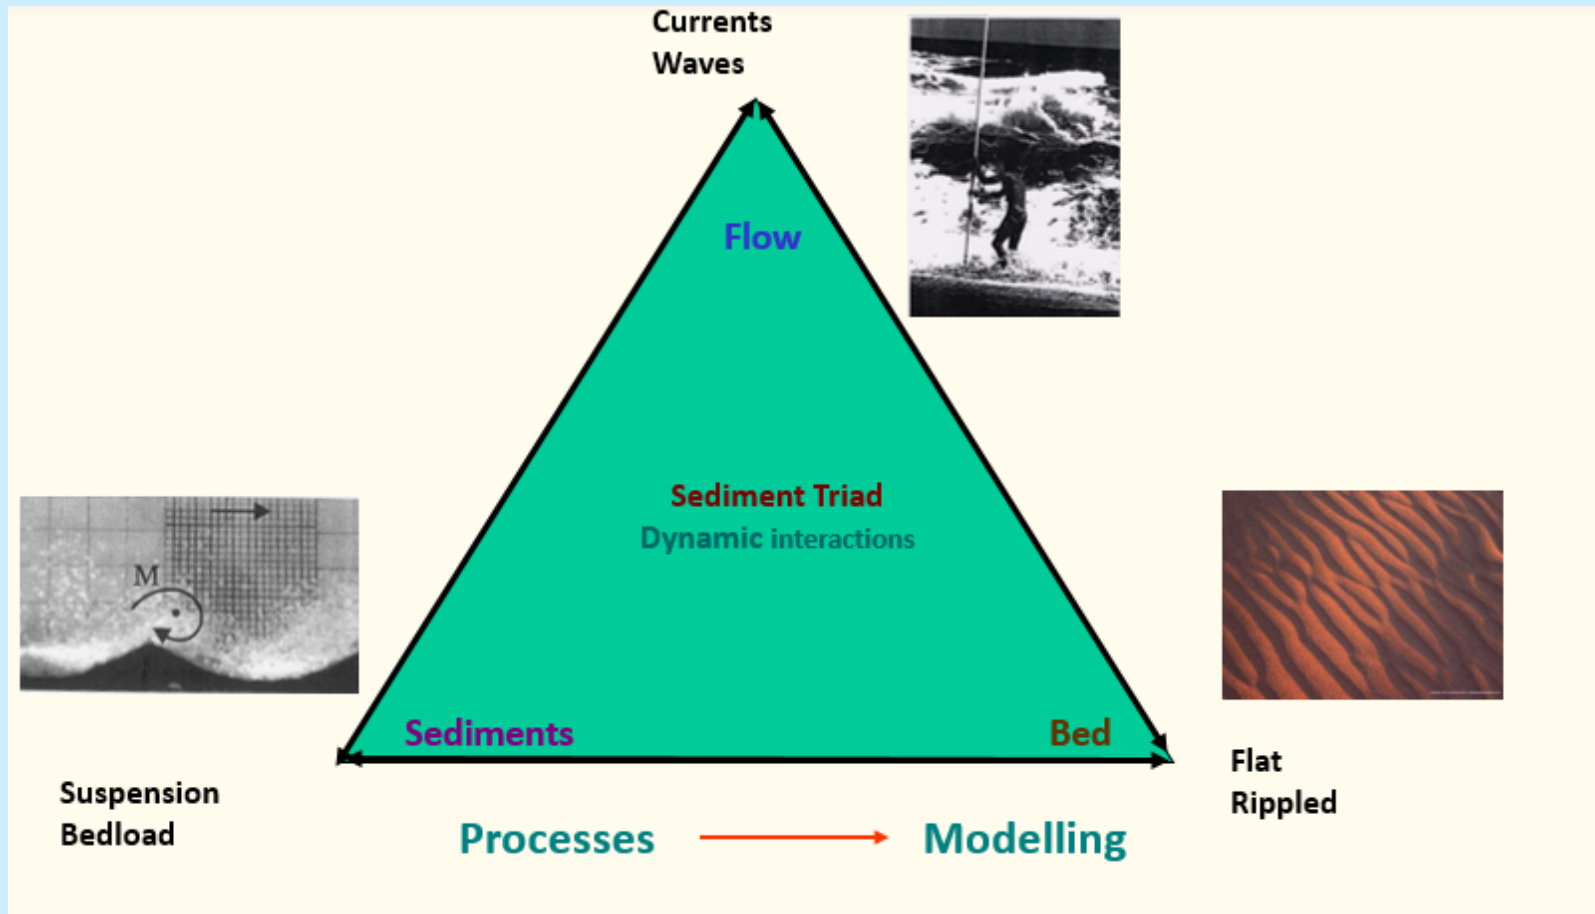 Currents
Waves
Flow
Sediment Triad
Dynamic interactions
M
Sediments
Bed
Suspension
Bedload
Flat
Rippled
Processes
Modelling